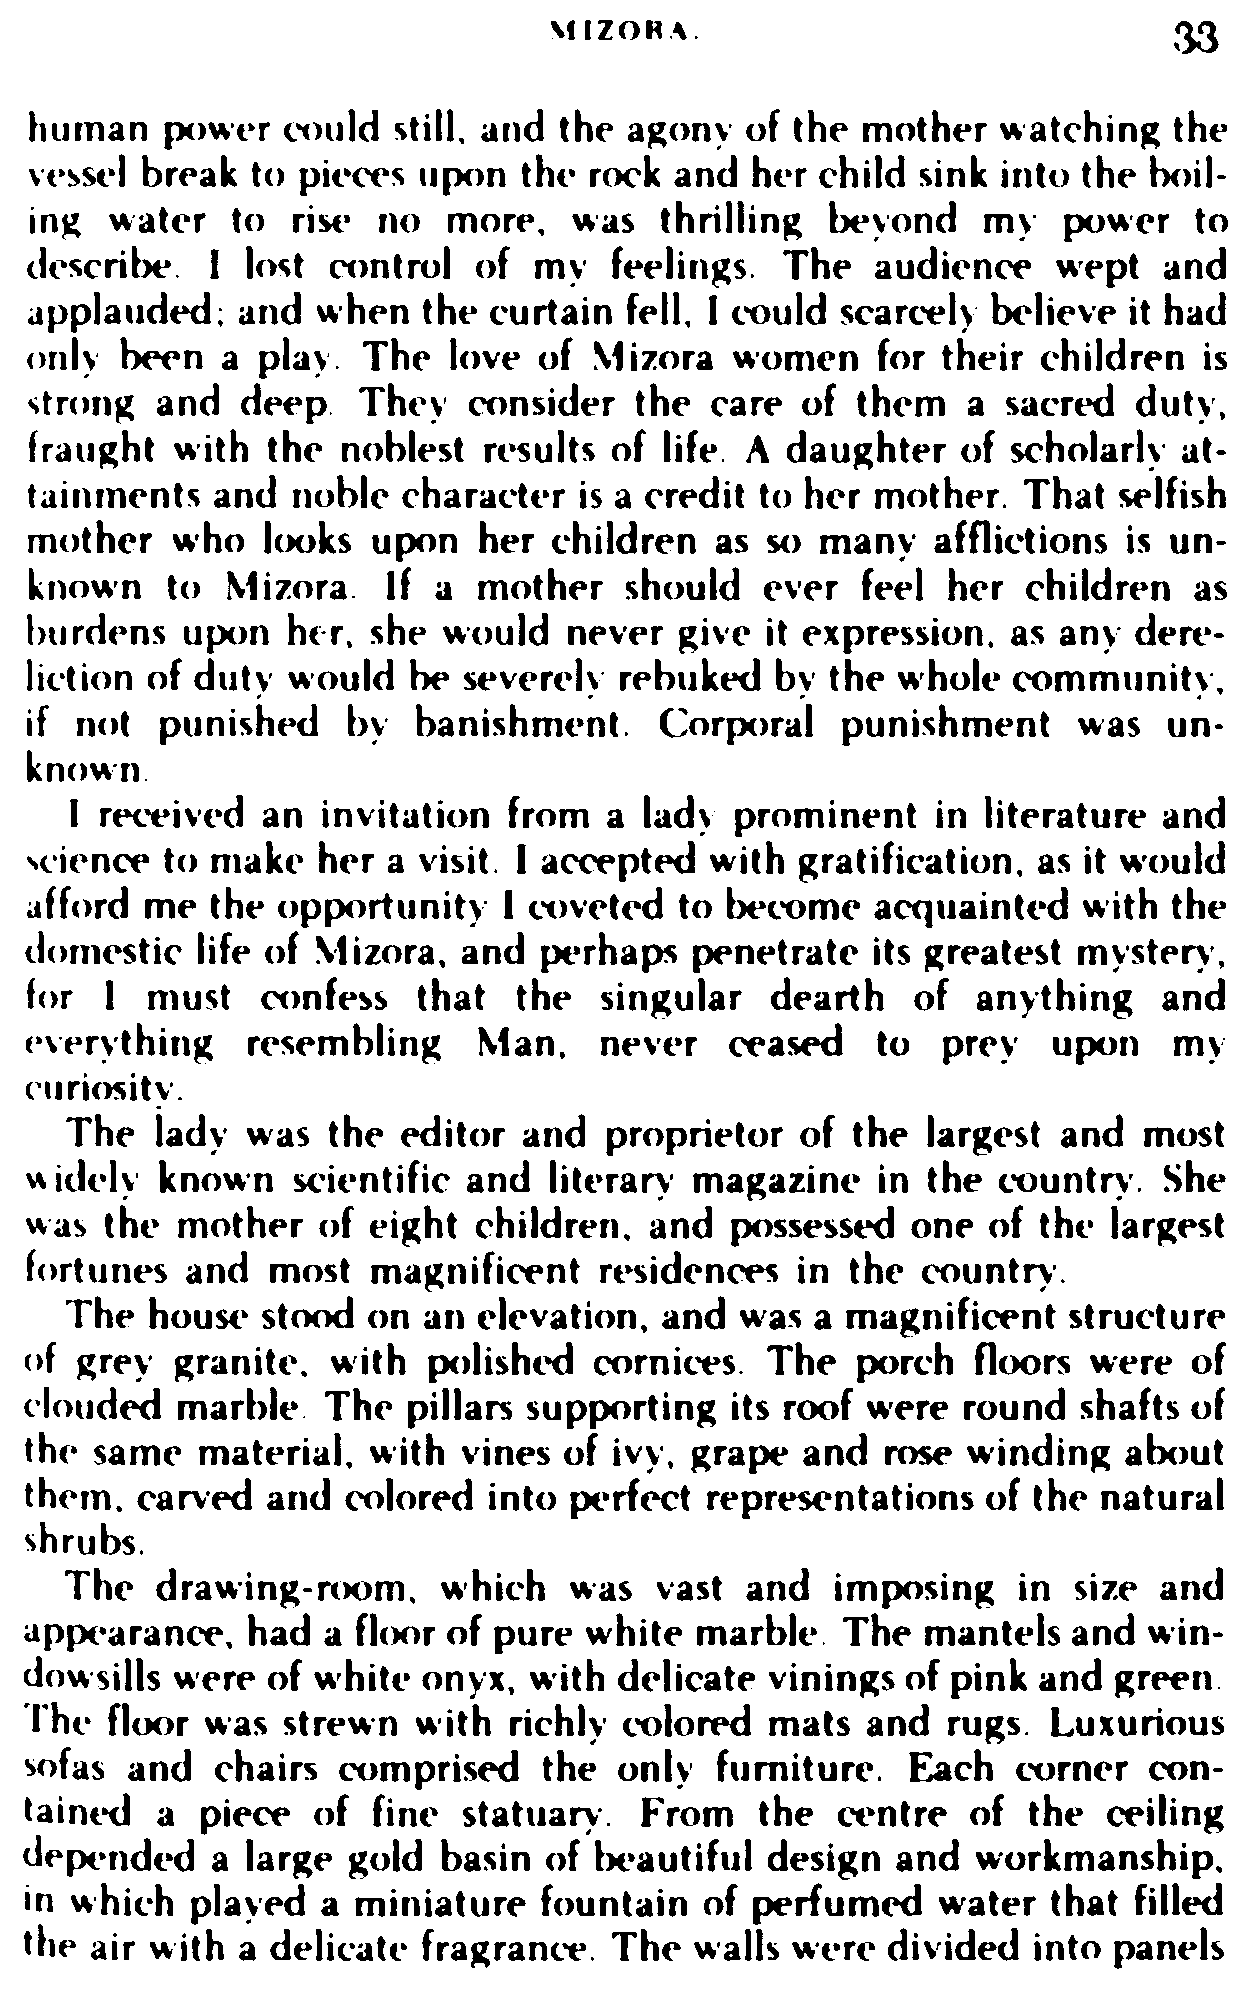 MIZORA.
33
human power could still, and the agony of the mother watching the
vessel break to pieces upon the rock and her child sink into the boil-
ing water to rise no more, was thrilling beyond my power to
describe. I lost control of my feelings. The audience wept and
applauded; and when the curtain fell, I could scarcely believe it had
only been a play. The love of Mizora women for their children is
strong and deep. They consider the care of them a sacred duty,
fraught with the noblest results of life. A daughter of scholarly at-
tainments and noble character is a credit to her mother. That selfish
mother who looks upon her children as so many afflictions is un-
known to Mizora. If a mother should ever feel her children as
burdens upon her, she would never give it expression, as any dere-
liction of duty would be severely rebuked by the whole community,
if not punished by banishment. Corporal punishment was un-
known.
I received an invitation from a lady prominent in literature and
science to make her a visit. I accepted with gratification, as it would
afford me the opportunity I coveted to become acquainted with the
domestic life of Mizora, and perhaps penetrate its greatest mystery,
for I must confess that the singular dearth of anything and
everything resembling Man, never ceased to prey upon my
curiosity.
The lady was the editor and proprietor of the largest and most
widely known scientific and literary magazine in the country. She
was the mother of eight children, and possessed one of the largest
fortunes and most magnificent residences in the country.
The house stood on an elevation, and was a magnificent structure
of grey granite, with polished cornices. The porch floors were of
clouded marble. The pillars supporting its roof were round shafts of
the same material, with vines of ivy, grape and rose winding about
them, carved and colored into perfect representations of the natural
shrubs.
The drawing-room, which was vast and imposing in size and
appearance, had a floor of pure white marble. The mantels and win-
dowsills were of white onyx, with delicate vinings of pink and green.
The floor was strewn with richly colored mats and rugs. Luxurious
sofas and chairs comprised the only furniture. Each corner con-
tained a piece of fine statuary. From the centre of the ceiling
depended a large gold basin of beautiful design and workmanship,
in which played a miniature fountain of perfumed water that filled
the air with a delicate fragrance. The walls were divided into panels